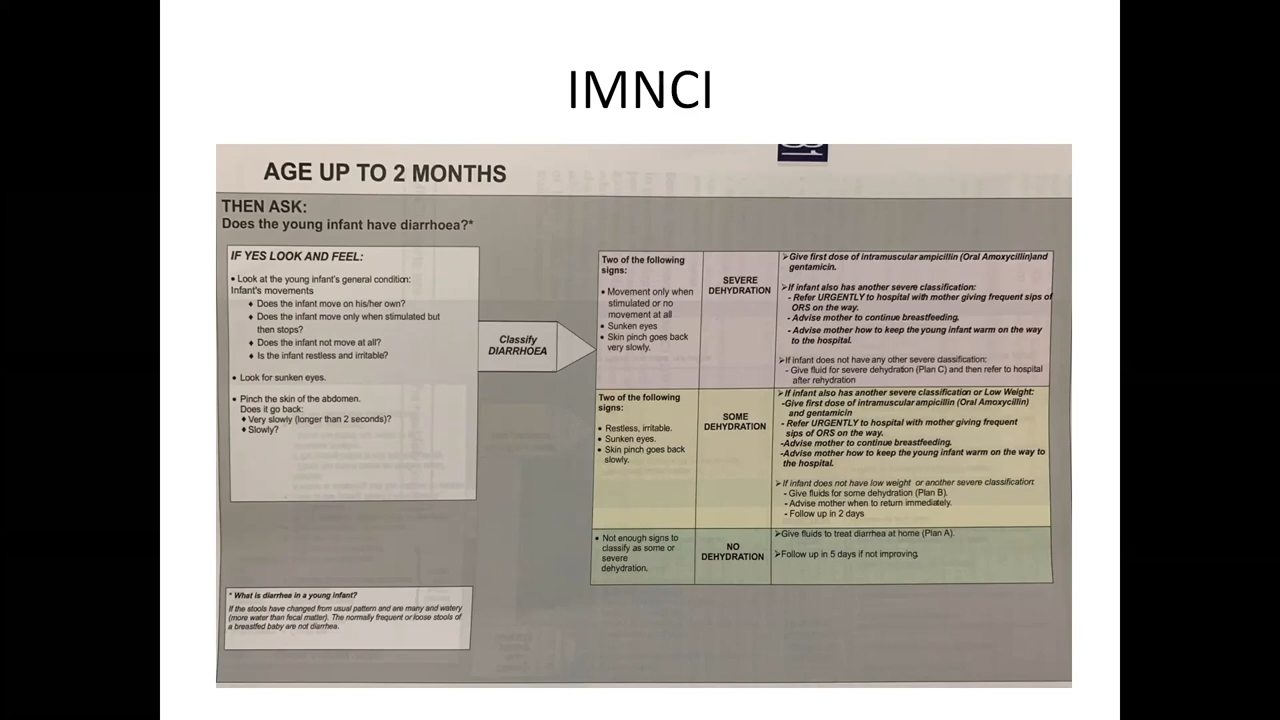 IMNCI
AGE UP TO 2 MONTHS
THEN ASK:
Does the young infant have diarrhoea?*
IF YES LOOK AND FEEL:
• Look at the young infant's general condition:
Infant's movements
♦ Does the infant move on his/her own?
♦ Does the infant move only when stimulated but
then stops?
♦ Does the infant not move at all?
♦ Is the infant restless and irritable?
• Look for sunken eyes.
• Pinch the skin of the abdomen.
Does it go back:
♦ Very slowly (longer than 2 seconds)?
♦ Slowly?
Classify
DIARRHOEA
Two of the following
signs:
• Movement only when
stimulated or no
movement at all
• Sunken eyes
• Skin pinch goes back
very slowly.
SEVERE
DEHYDRATION
➢Give first dose of intramuscular ampicillin (Oral Amoxycillin)and
gentamicin.
➢If infant also has another severe classification:
- Refer URGENTLY to hospital with mother giving frequent sips of
ORS on the way.
- Advise mother to continue breastfeeding.
- Advise mother how to keep the young infant warm on the way
to the hospital.
➢If infant does not have any other severe classification:
- Give fluid for severe dehydration (Plan C) and then refer to hospital
after rehydration
Two of the following
signs:
• Restless, irritable.
• Sunken eyes.
• Skin pinch goes back
slowly.
SOME
DEHYDRATION
➢If infant also has another severe classification or Low Weight:
-Give first dose of intramuscular ampicillin (Oral Amoxycillin)
and gentamicin
- Refer URGENTLY to hospital with mother giving frequent
sips of ORS on the way.
-Advise mother to continue breastfeeding.
-Advise mother how to keep the young infant warm on the way to
the hospital.
➢If infant does not have low weight or another severe classification:
- Give fluids for some dehydration (Plan B).
- Advise mother when to return immediately.
- Follow up in 2 days
• Not enough signs to
classify as some or
severe
dehydration.
NO
DEHYDRATION
➢Give fluids to treat diarrhea at home (Plan A).
➢Follow up in 5 days if not improving.
* What is diarrhea in a young infant?
If the stools have changed from usual pattern and are many and watery
(more water than fecal matter). The normally frequent or loose stools of
a breastfed baby are not diarrhea.